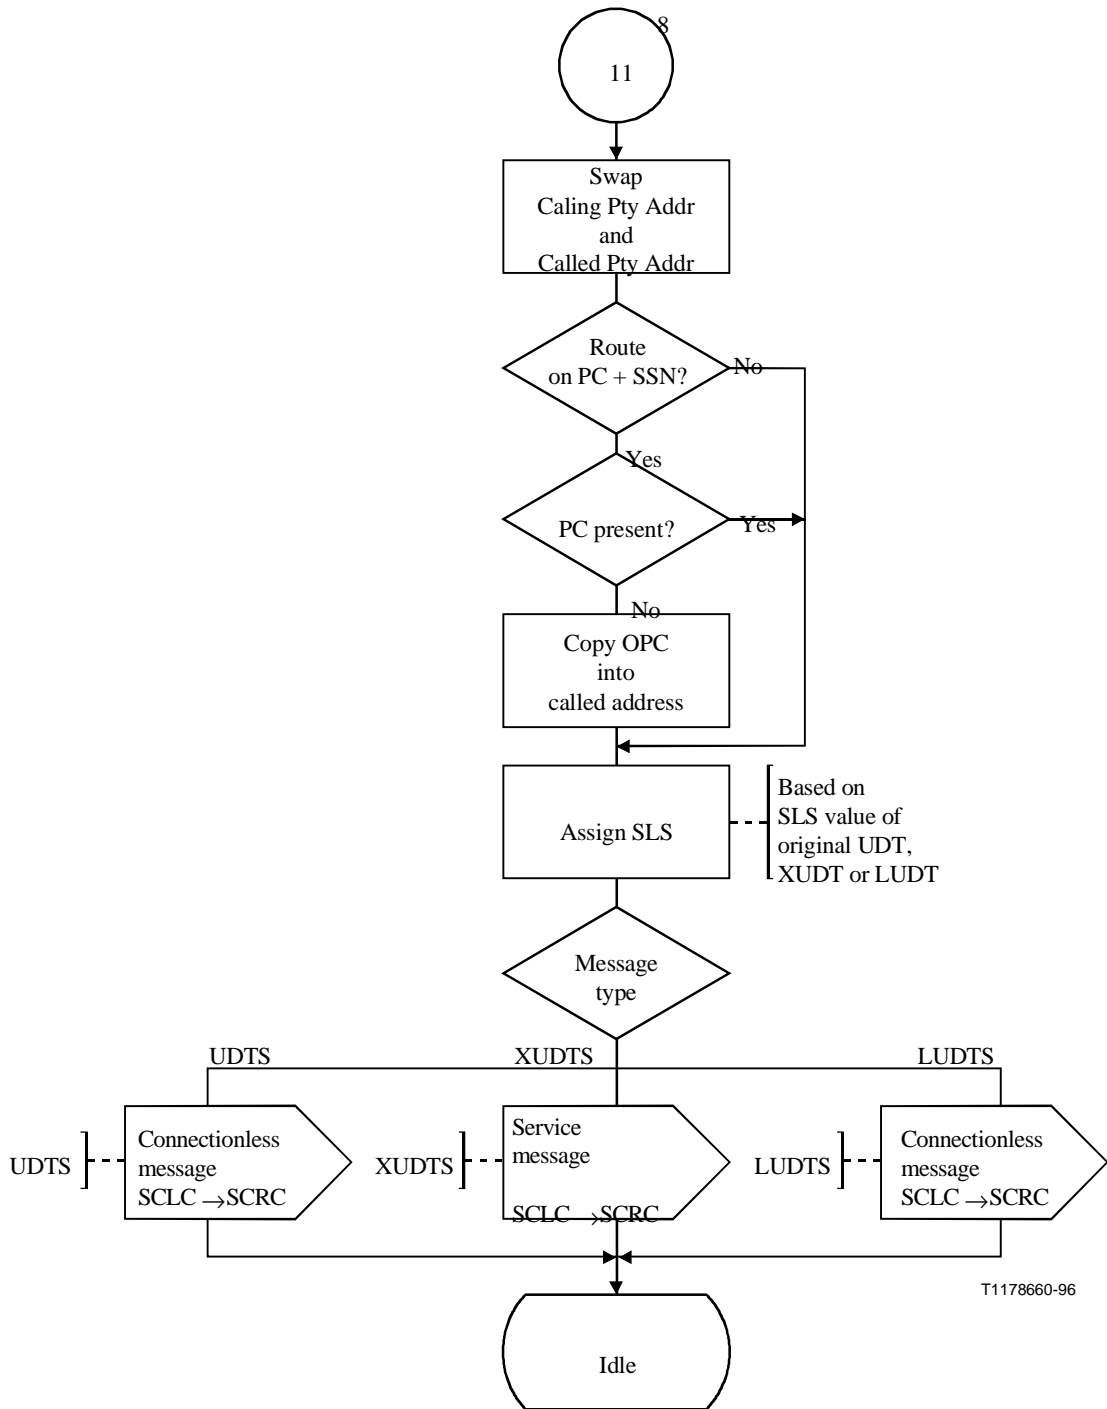 8
11
Swap
Caling Pty Addr
and
Called Pty Addr
Route
on PC + SSN?
No
Yes
PC present?
Yes
No
Copy OPC
into
called address
Assign SLS
Based on
SLS value of
original UDT,
XUDT or LUDT
Message
type
UDTS
XUDTS
LUDTS
UDTS
Connectionless
message
SCLC →SCRC
XUDTS
Service
message
SCLC →SCRC
LUDTS
Connectionless
message
SCLC →SCRC
T1178660-96
Idle